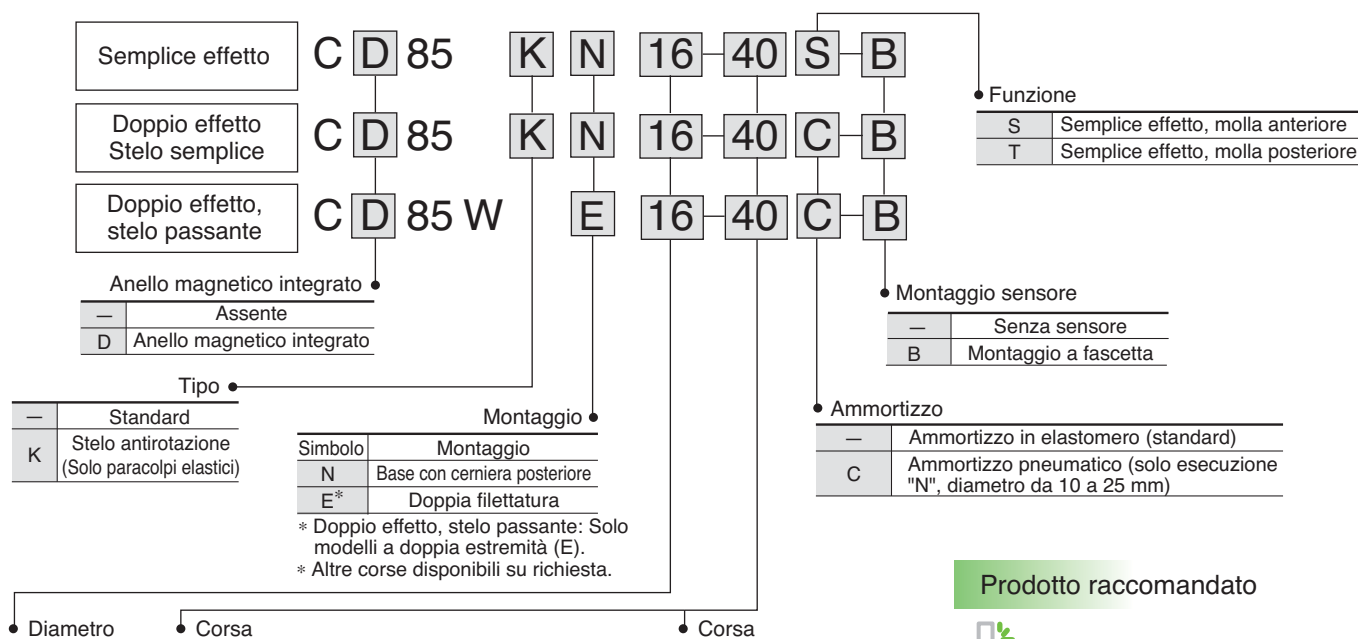 Semplice effetto
C D 85 K N 16-40 S-B
Doppio effetto
Stelo semplice
C D 85 K N 16-40 C-B
Doppio effetto,
stelo passante
C D 85 W E 16-40 C-B
Funzione
S Semplice effetto, molla anteriore
T Semplice effetto, molla posteriore
Anello magnetico integrato
— Assente
D Anello magnetico integrato
Montaggio sensore
— Senza sensore
B Montaggio a fascetta
Tipo
— Standard
K Stelo antirotazione
(Solo paracolpi elastici)
Montaggio
Simbolo Montaggio
N Base con cerniera posteriore
E* Doppia filettatura
* Doppio effetto, stelo passante: Solo
modelli a doppia estremità (E).
* Altre corse disponibili su richiesta.
Ammortizzo
— Ammortizzo in elastomero (standard)
C Ammortizzo pneumatico (solo esecuzione
"N", diametro da 10 a 25 mm)
Prodotto raccomandato
Diametro
Corsa
Corsa